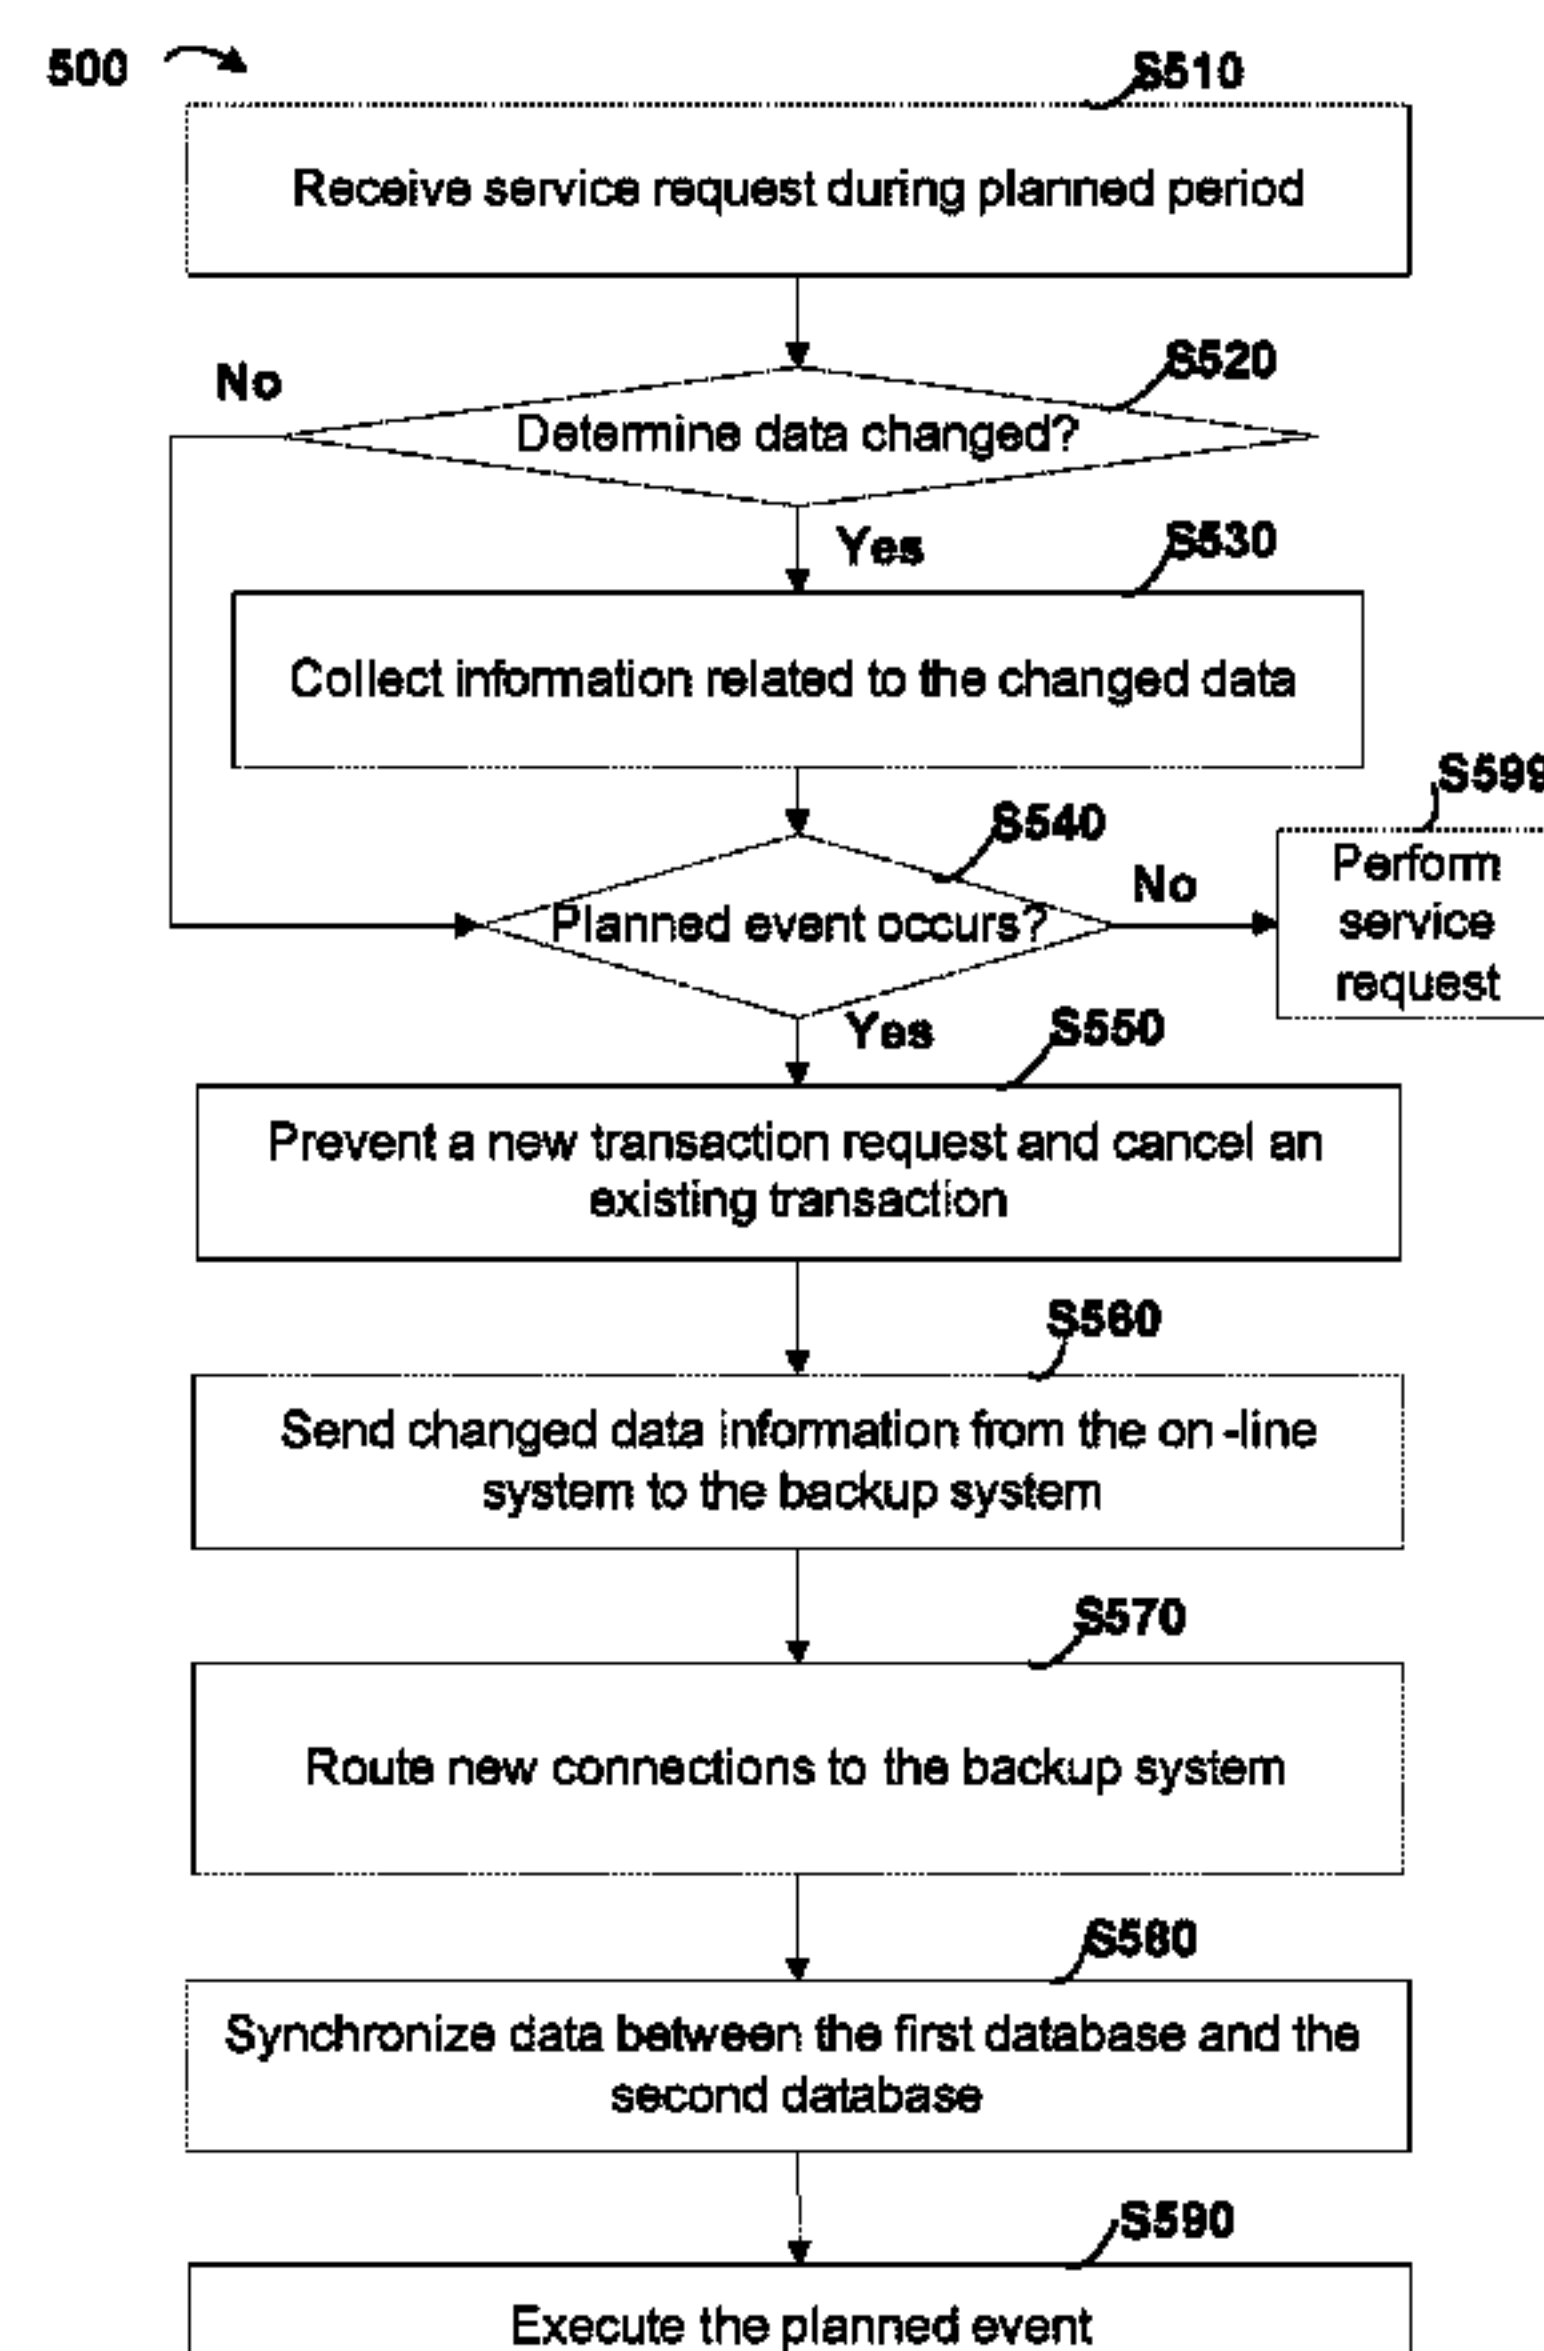 500
S510
Receive service request during planned period
No
S520
Determine data changed?
Yes
S530
Collect information related to the changed data
S599
S540
No
Perform
service
request
Planned event occurs?
Yes
S550
Prevent a new transaction request and cancel an
existing transaction
S560
Send changed data information from the on -line
system to the backup system
S570
Route new connections to the backup system
S580
Synchronize data between the first database and the
second database
S590
Execute the planned event